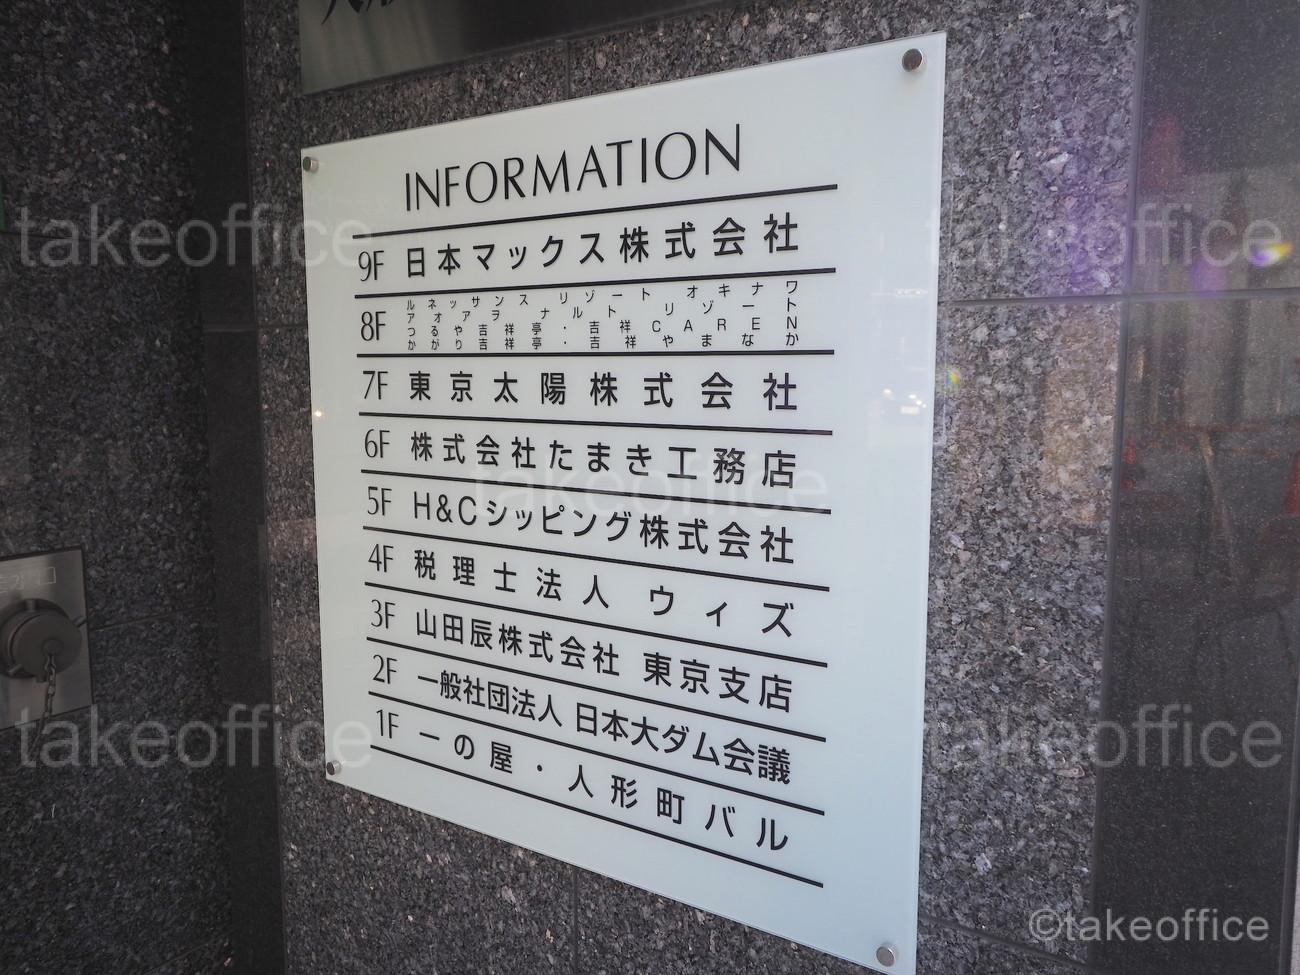 INFORMATION
9F 日本マックス株式会社
8F ルネッサンス リゾート オキナワ
アオアヲ ナルト リゾート
つるや吉祥亭・吉祥CAREN
かがり吉祥亭・吉祥やまなか
7F 東京太陽株式会社
6F 株式会社たまき工務店
5F H&Cシッピング株式会社
4F 税理士法人 ウィズ
3F 山田辰株式会社 東京支店
2F 一般社団法人 日本大ダム会議
1F 一の屋・人形町バル
takeoffice
takeoffice
takeoffice
takeoffice
takeoffice
©takeoffice